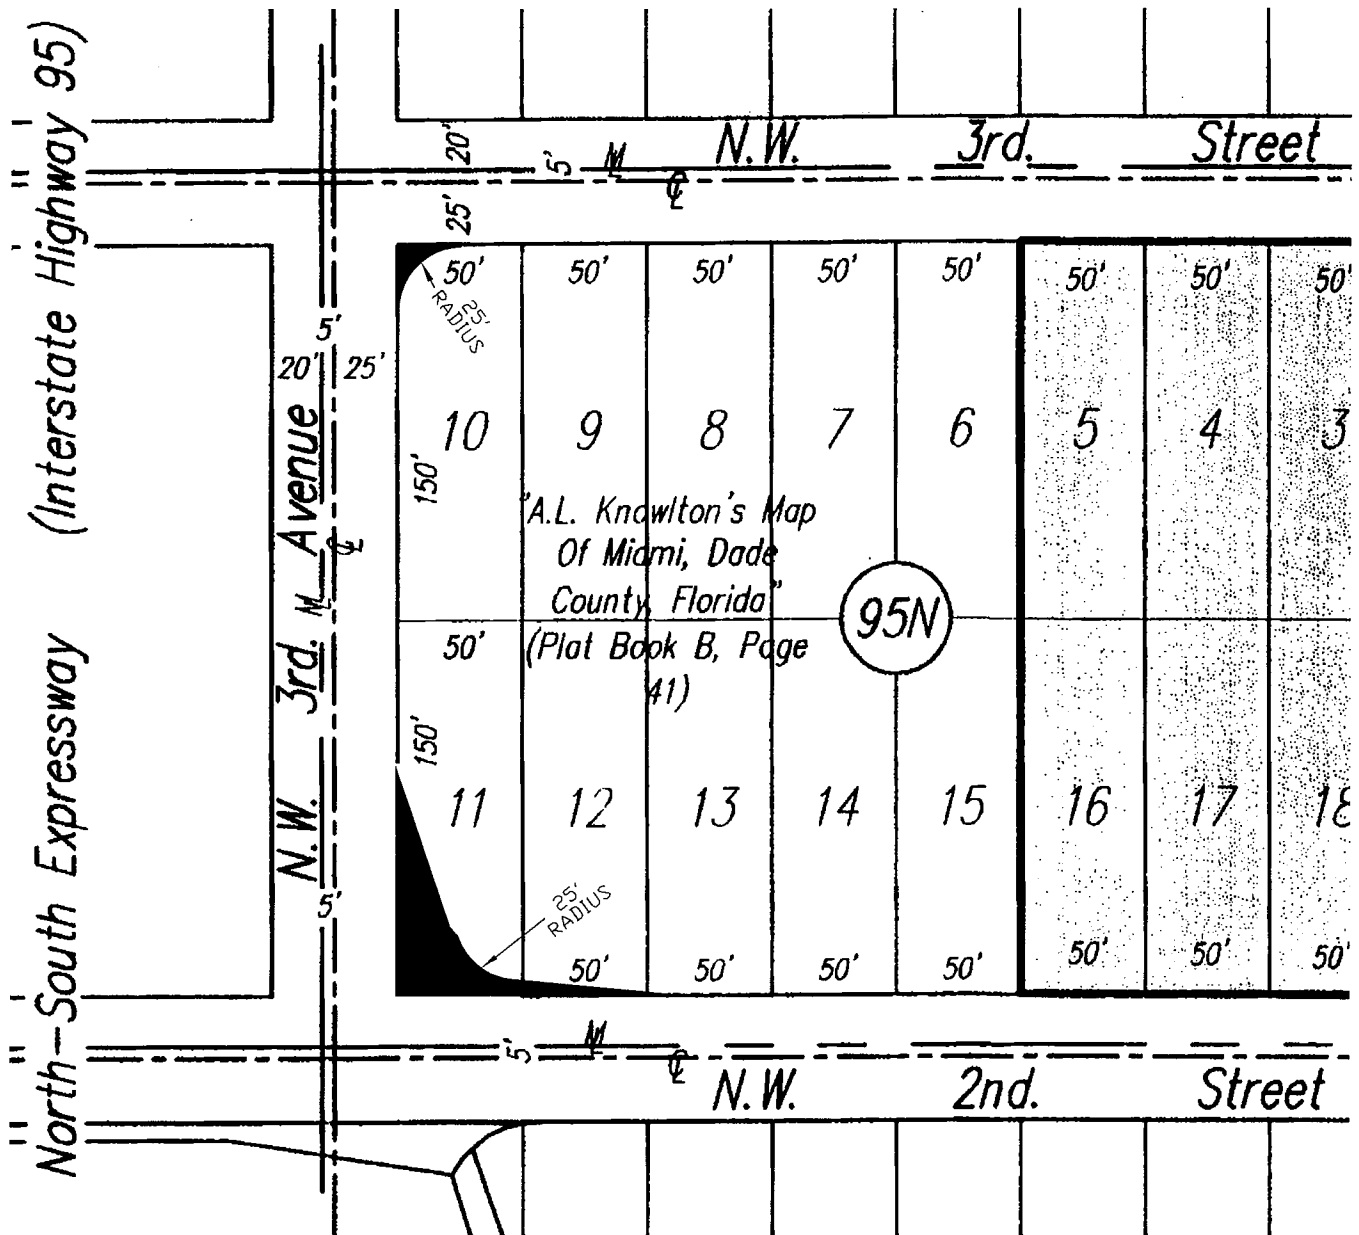 North-South Expressway (Interstate Highway 95)
N.W. 3rd. Street
20'
5'
M
℄
25'
50' 50' 50' 50' 50' 50' 50' 50'
25'
RADIUS
5'
20' 25'
N.W. 3rd. M Avenue
℄
10 9 8 7 6 5 4 3
150'
"A.L. Knowlton's Map
Of Miami, Dade
County, Florida"
(Plat Book B, Page
41)
95N
50'
150'
11 12 13 14 15 16 17 18
25'
RADIUS
5'
50' 50' 50' 50' 50' 50' 50'
5'
M
℄
N.W. 2nd. Street